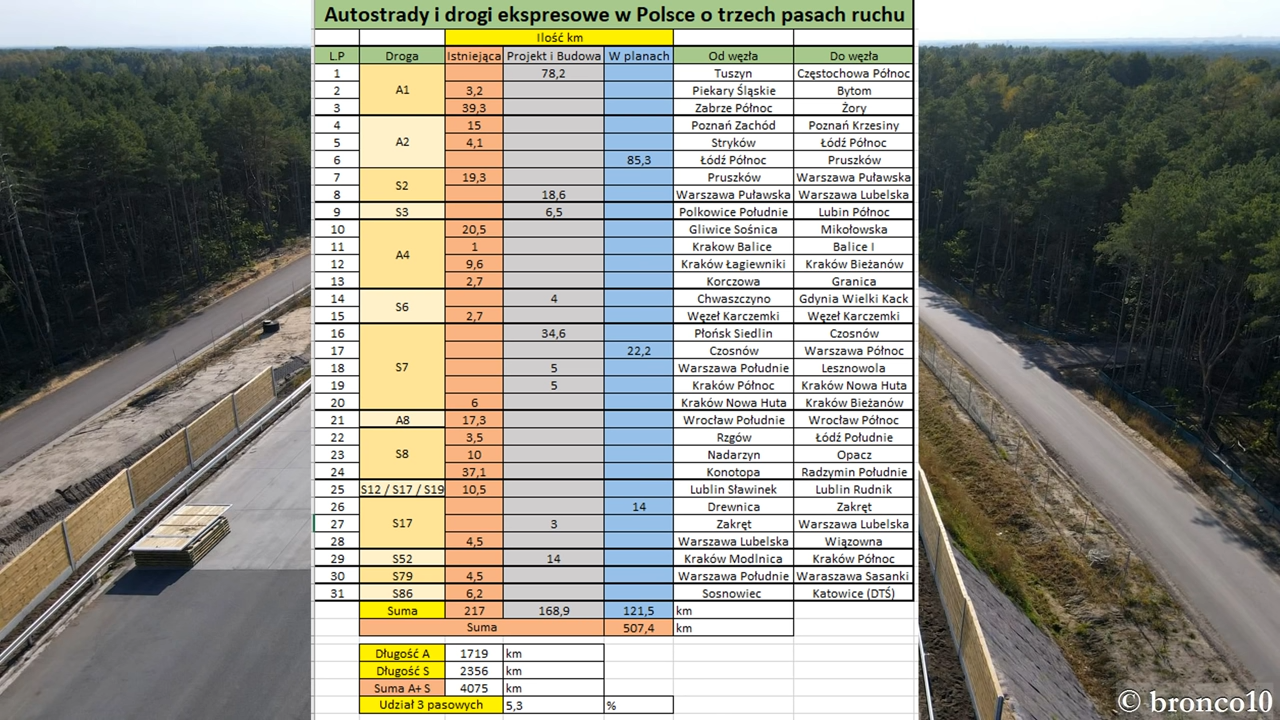 Autostrady i drogi ekspresowe w Polsce o trzech pasach ruchu
Ilość km
L.P Droga Istniejąca Projekt i Budowa W planach Od węzła Do węzła
1 A1 78,2 Tuszyn Częstochowa Północ
2 3,2 Piekary Śląskie Bytom
3 39,3 Zabrze Północ Żory
4 A2 15 Poznań Zachód Poznań Krzesiny
5 4,1 Stryków Łódź Północ
6 85,3 Łódź Północ Pruszków
7 S2 19,3 Pruszków Warszawa Puławska
8 18,6 Warszawa Puławska Warszawa Lubelska
9 S3 6,5 Polkowice Południe Lubin Północ
10 A4 20,5 Gliwice Sośnica Mikołowska
11 1 Krakow Balice Balice I
12 9,6 Kraków Łagiewniki Kraków Bieżanów
13 2,7 Korczowa Granica
14 S6 4 Chwaszczyno Gdynia Wielki Kack
15 2,7 Węzeł Karczemki Węzeł Karczemki
16 S7 34,6 Płońsk Siedlin Czosnów
17 22,2 Czosnów Warszawa Północ
18 5 Warszawa Południe Lesznowola
19 5 Kraków Północ Kraków Nowa Huta
20 6 Kraków Nowa Huta Kraków Bieżanów
21 A8 17,3 Wrocław Południe Wrocław Północ
22 S8 3,5 Rzgów Łódź Południe
23 10 Nadarzyn Opacz
24 37,1 Konotopa Radzymin Południe
25 S12 / S17 / S19 10,5 Lublin Sławinek Lublin Rudnik
26 S17 14 Drewnica Zakręt
27 3 Zakręt Warszawa Lubelska
28 4,5 Warszawa Lubelska Wiązowna
29 S52 14 Kraków Modlnica Kraków Północ
30 S79 4,5 Warszawa Południe Waraszawa Sasanki
31 S86 6,2 Sosnowiec Katowice (DTŚ)
Suma 217 168,9 121,5 km
Suma 507,4 km
Długość A 1719 km
Długość S 2356 km
Suma A+ S 4075 km
Udział 3 pasowych 5,3 %
© bronco10